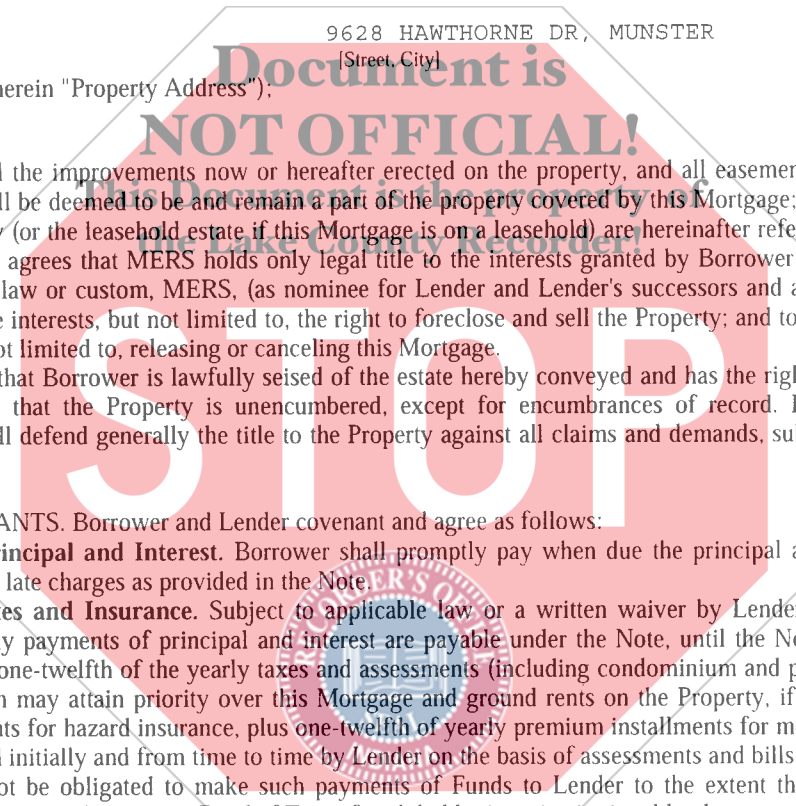 9628 HAWTHORNE DR, MUNSTER
[Street, City]
Document is
erein "Property Address");
NOT OFFICIAL!
the improvements now or hereafter erected on the property, and all easemen
This Document is the property of
ll be deemed to be and remain a part of the property covered by this Mortgage;
(or the leasehold estate if this Mortgage is on a leasehold) are hereinafter refe
the Lake County Recorder!
agrees that MERS holds only legal title to the interests granted by Borrower
law or custom, MERS, (as nominee for Lender and Lender's successors and a
e interests, but not limited to, the right to foreclose and sell the Property; and to
ot limited to, releasing or canceling this Mortgage.
that Borrower is lawfully seised of the estate hereby conveyed and has the righ
that the Property is unencumbered, except for encumbrances of record.
ll defend generally the title to the Property against all claims and demands, su
STOP
ANTS. Borrower and Lender covenant and agree as follows:
rincipal and Interest. Borrower shall promptly pay when due the principal a
late charges as provided in the Note.
RECORDER'S OFFICE
es and Insurance. Subject to applicable law or a written waiver by Lender
y payments of principal and interest are payable under the Note, until the No
one-twelfth of the yearly taxes and assessments (including condominium and p
h may attain priority over this Mortgage and ground rents on the Property, if
nts for hazard insurance, plus one-twelfth of yearly premium installments for m
initially and from time to time by Lender on the basis of assessments and bills
ot be obligated to make such payments of Funds to Lender to the extent th